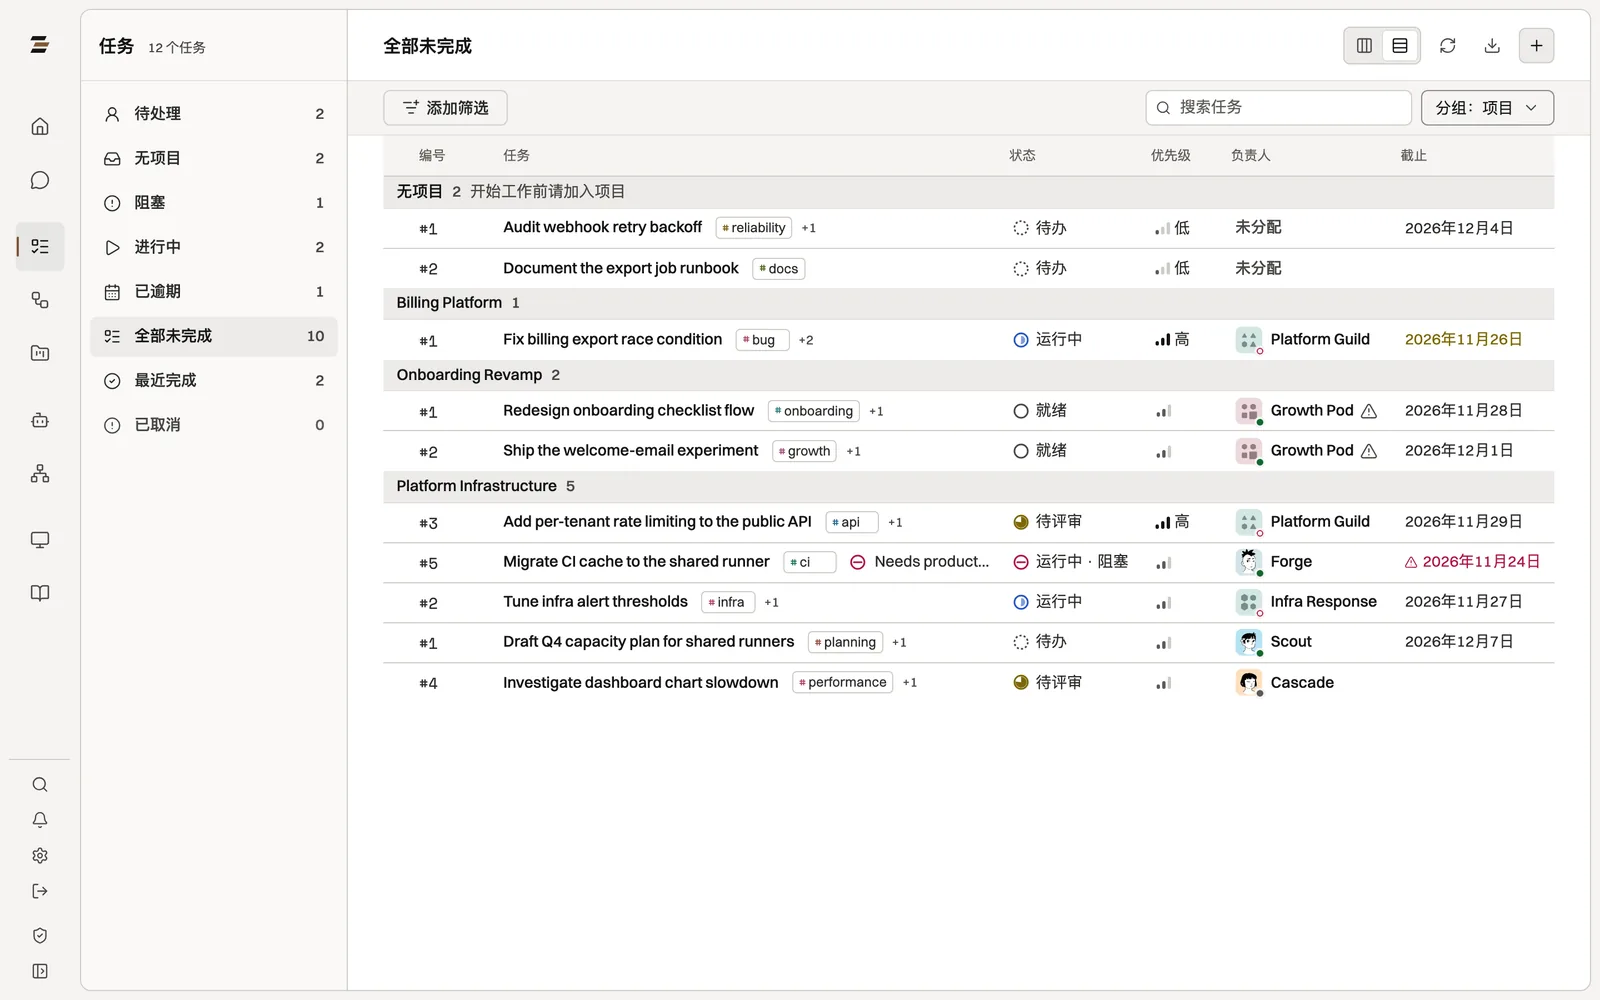 任务 12 个任务
待处理 2
无项目 2
阻塞 1
进行中 2
已逾期 1
全部未完成 10
最近完成 2
已取消 0
全部未完成
添加筛选
搜索任务
分组：项目
编号 任务 状态 优先级 负责人 截止
无项目 2 开始工作前请加入项目
#1 Audit webhook retry backoff #reliability +1 待办 低 未分配 2026年12月4日
#2 Document the export job runbook #docs 待办 低 未分配
Billing Platform 1
#1 Fix billing export race condition #bug +2 运行中 高 Platform Guild 2026年11月26日
Onboarding Revamp 2
#1 Redesign onboarding checklist flow #onboarding +1 就绪 Growth Pod 2026年11月28日
#2 Ship the welcome-email experiment #growth +1 就绪 Growth Pod 2026年12月1日
Platform Infrastructure 5
#3 Add per-tenant rate limiting to the public API #api +1 待评审 高 Platform Guild 2026年11月29日
#5 Migrate CI cache to the shared runner #ci Needs product... 运行中 · 阻塞 Forge 2026年11月24日
#2 Tune infra alert thresholds #infra +1 运行中 Infra Response 2026年11月27日
#1 Draft Q4 capacity plan for shared runners #planning +1 待办 Scout 2026年12月7日
#4 Investigate dashboard chart slowdown #performance +1 待评审 Cascade